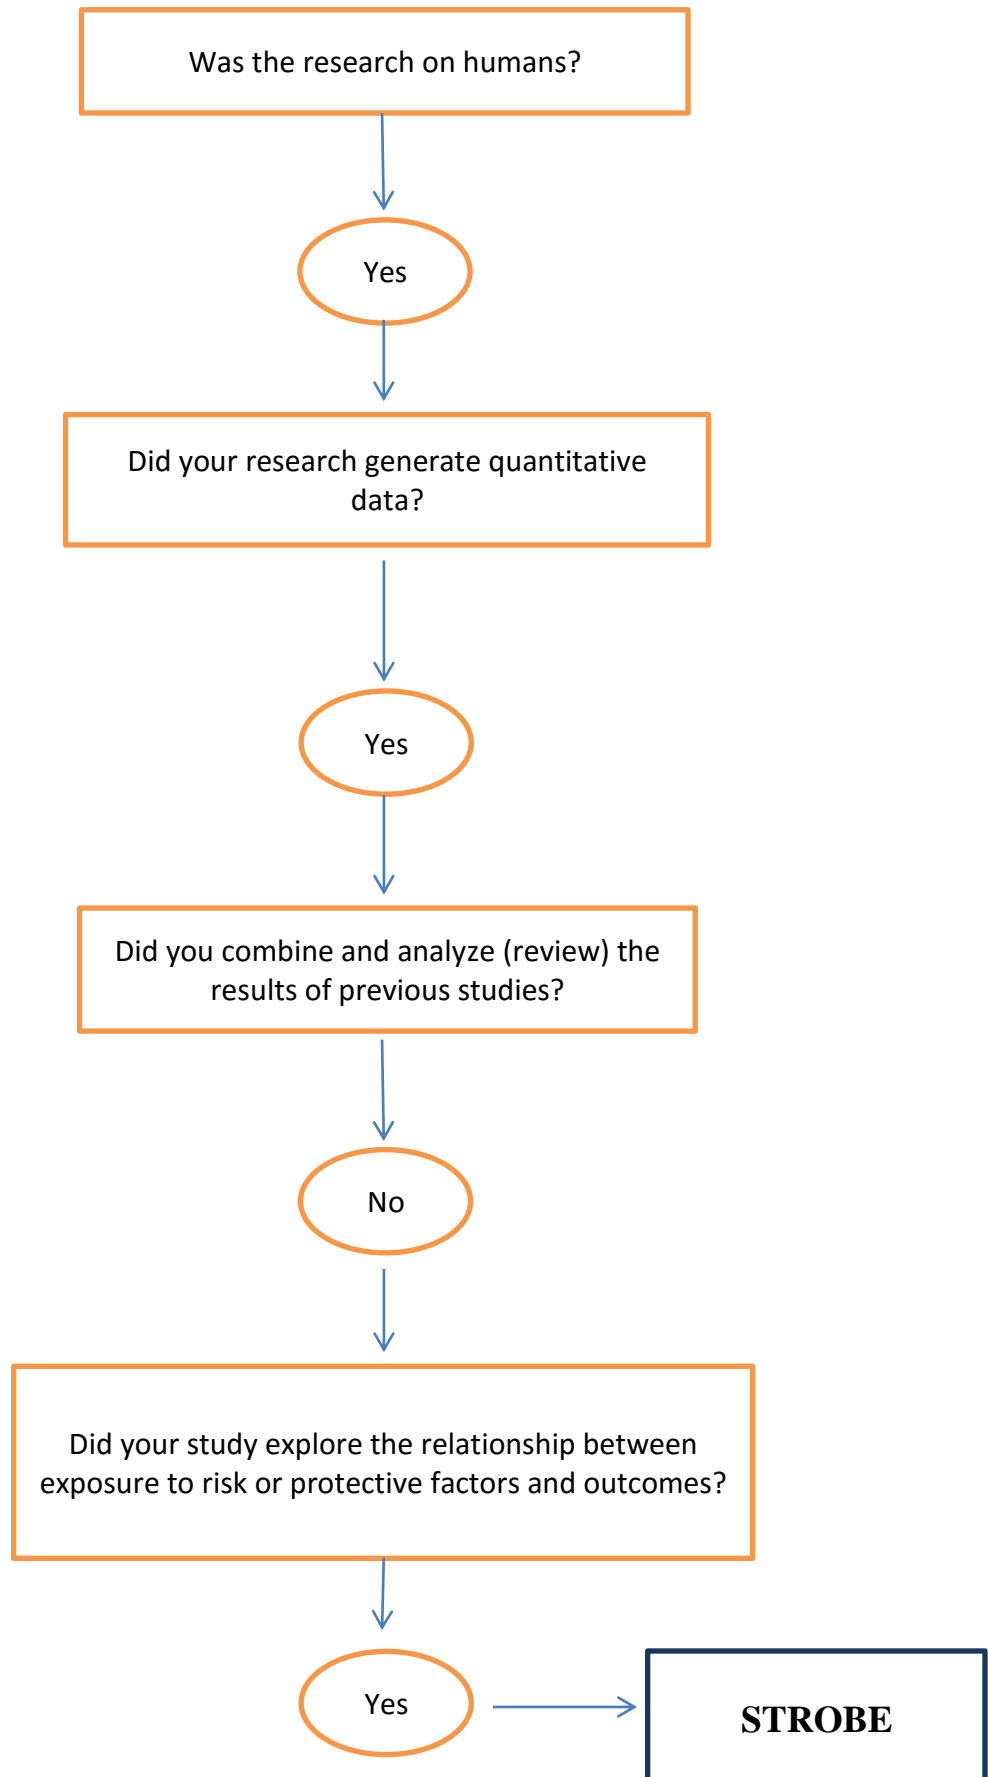 Was the research on humans?
Yes
Did your research generate quantitative
data?
Yes
Did you combine and analyze (review) the
results of previous studies?
No
Did your study explore the relationship between
exposure to risk or protective factors and outcomes?
Yes
STROBE